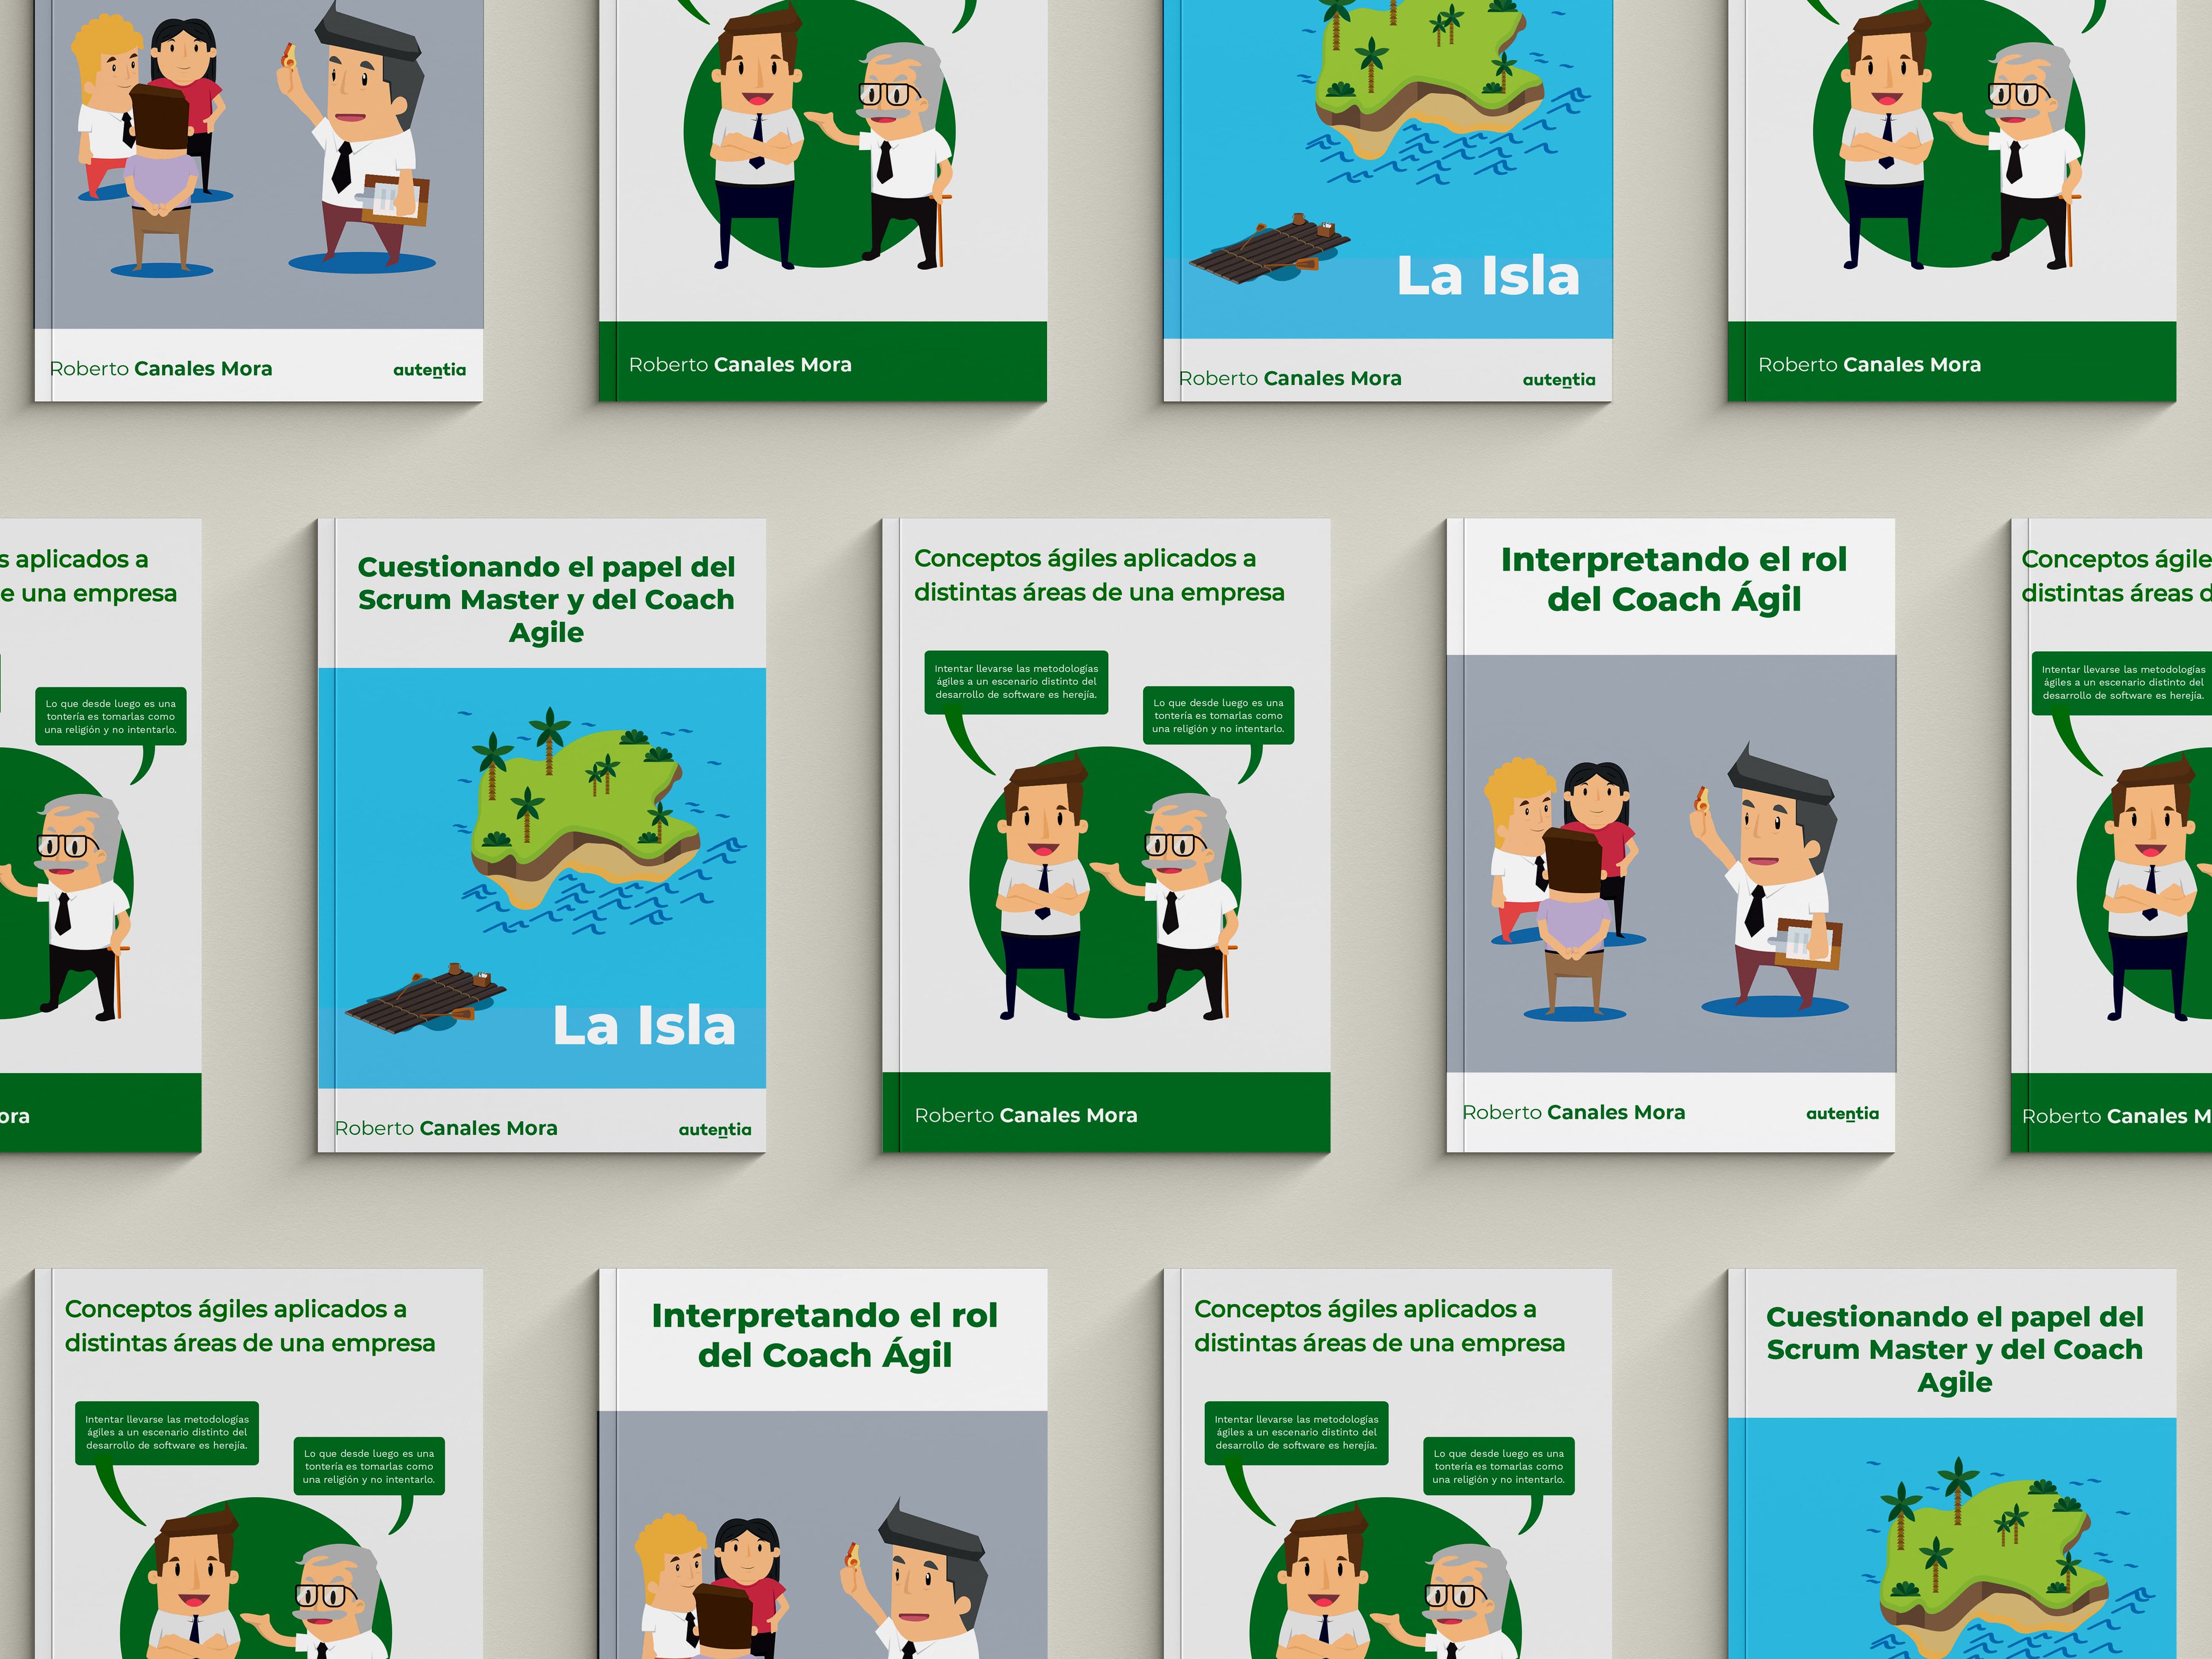 Roberto Canales Mora
autentia
Roberto Canales Mora
La Isla
Roberto Canales Mora
autentia
Roberto Canales Mora
s aplicados a
e una empresa
Lo que desde luego es una
tontería es tomarlas como
una religión y no intentarlo.
ora
Cuestionando el papel del
Scrum Master y del Coach
Agile
La Isla
Roberto Canales Mora
autentia
Conceptos ágiles aplicados a
distintas áreas de una empresa
Intentar llevarse las metodologías
ágiles a un escenario distinto del
desarrollo de software es herejía.
Lo que desde luego es una
tontería es tomarlas como
una religión y no intentarlo.
Roberto Canales Mora
Interpretando el rol
del Coach Ágil
Roberto Canales Mora
autentia
Conceptos ágile
distintas áreas d
Intentar llevarse las metodologías
ágiles a un escenario distinto del
desarrollo de software es herejía.
Roberto Canales M
Conceptos ágiles aplicados a
distintas áreas de una empresa
Intentar llevarse las metodologías
ágiles a un escenario distinto del
desarrollo de software es herejía.
Lo que desde luego es una
tontería es tomarlas como
una religión y no intentarlo.
Interpretando el rol
del Coach Ágil
Conceptos ágiles aplicados a
distintas áreas de una empresa
Intentar llevarse las metodologías
ágiles a un escenario distinto del
desarrollo de software es herejía.
Lo que desde luego es una
tontería es tomarlas como
una religión y no intentarlo.
Cuestionando el papel del
Scrum Master y del Coach
Agile